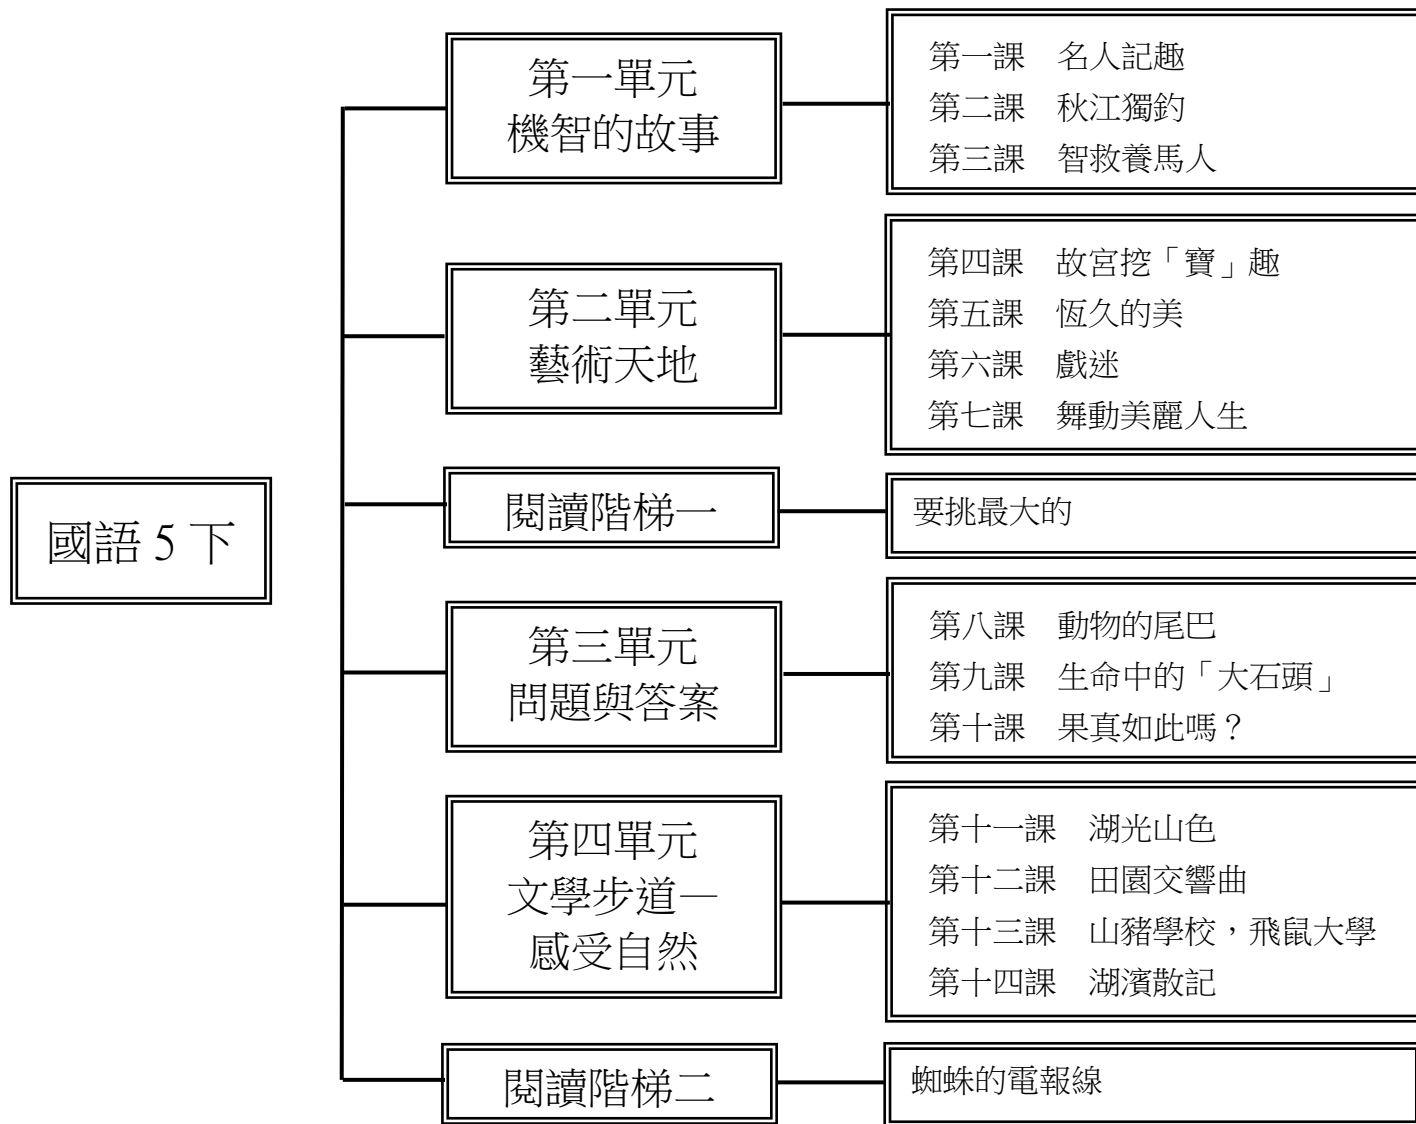 國語 5 下
第一單元
機智的故事
第一課　名人記趣
第二課　秋江獨釣
第三課　智救養馬人
第二單元
藝術天地
第四課　故宮挖「寶」趣
第五課　恆久的美
第六課　戲迷
第七課　舞動美麗人生
閱讀階梯一
要挑最大的
第三單元
問題與答案
第八課　動物的尾巴
第九課　生命中的「大石頭」
第十課　果真如此嗎？
第四單元
文學步道—
感受自然
第十一課　湖光山色
第十二課　田園交響曲
第十三課　山豬學校，飛鼠大學
第十四課　湖濱散記
閱讀階梯二
蜘蛛的電報線